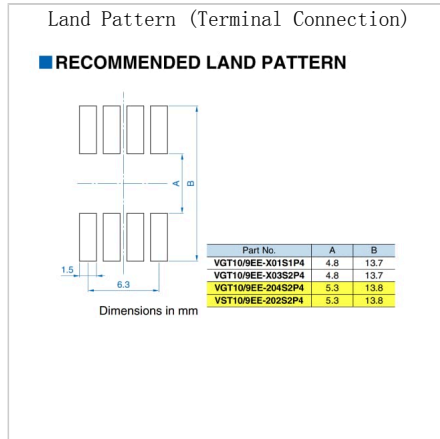 Land Pattern (Terminal Connection)
RECOMMENDED LAND PATTERN
A
B
1.5
6.3
Dimensions in mm
Part No. A B
VGT10/9EE-X01S1P4 4.8 13.7
VGT10/9EE-X03S2P4 4.8 13.7
VGT10/9EE-204S2P4 5.3 13.8
VST10/9EE-202S2P4 5.3 13.8